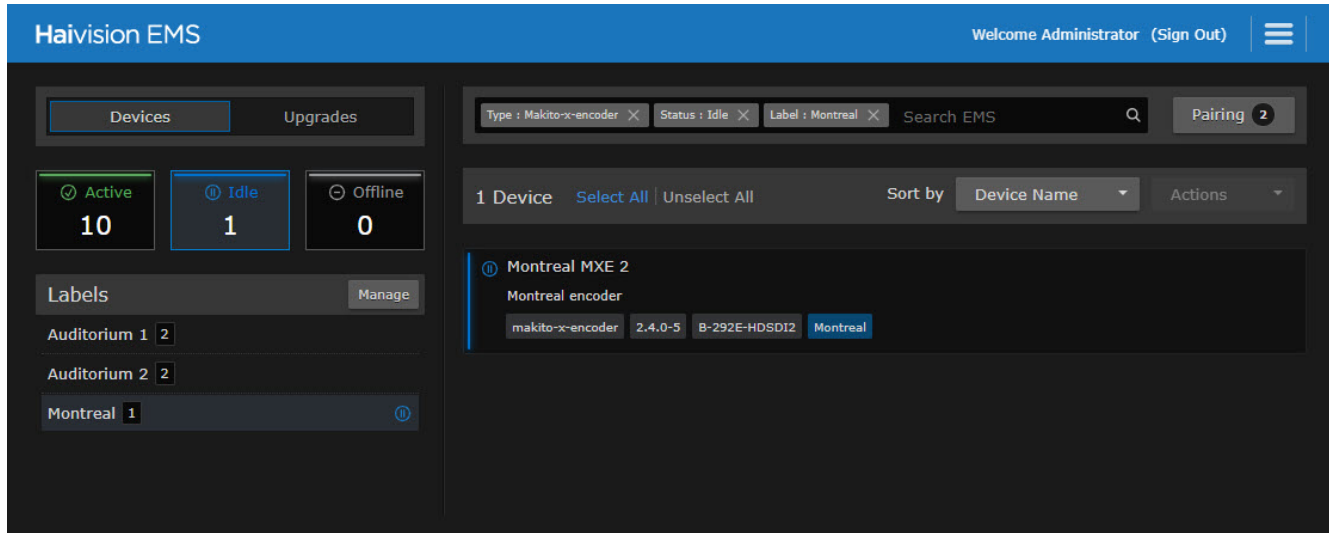 Haivision EMS
Welcome Administrator (Sign Out)
Devices
Upgrades
Type : Makito-x-encoder
Status : Idle
Label : Montreal
Search EMS
Pairing 2
Active
10
Idle
1
Offline
0
1 Device Select All | Unselect All
Sort by Device Name
Actions
Labels
Manage
Auditorium 1 2
Auditorium 2 2
Montreal 1
Montreal MXE 2
Montreal encoder
makito-x-encoder 2.4.0-5 B-292E-HDSDI2 Montreal